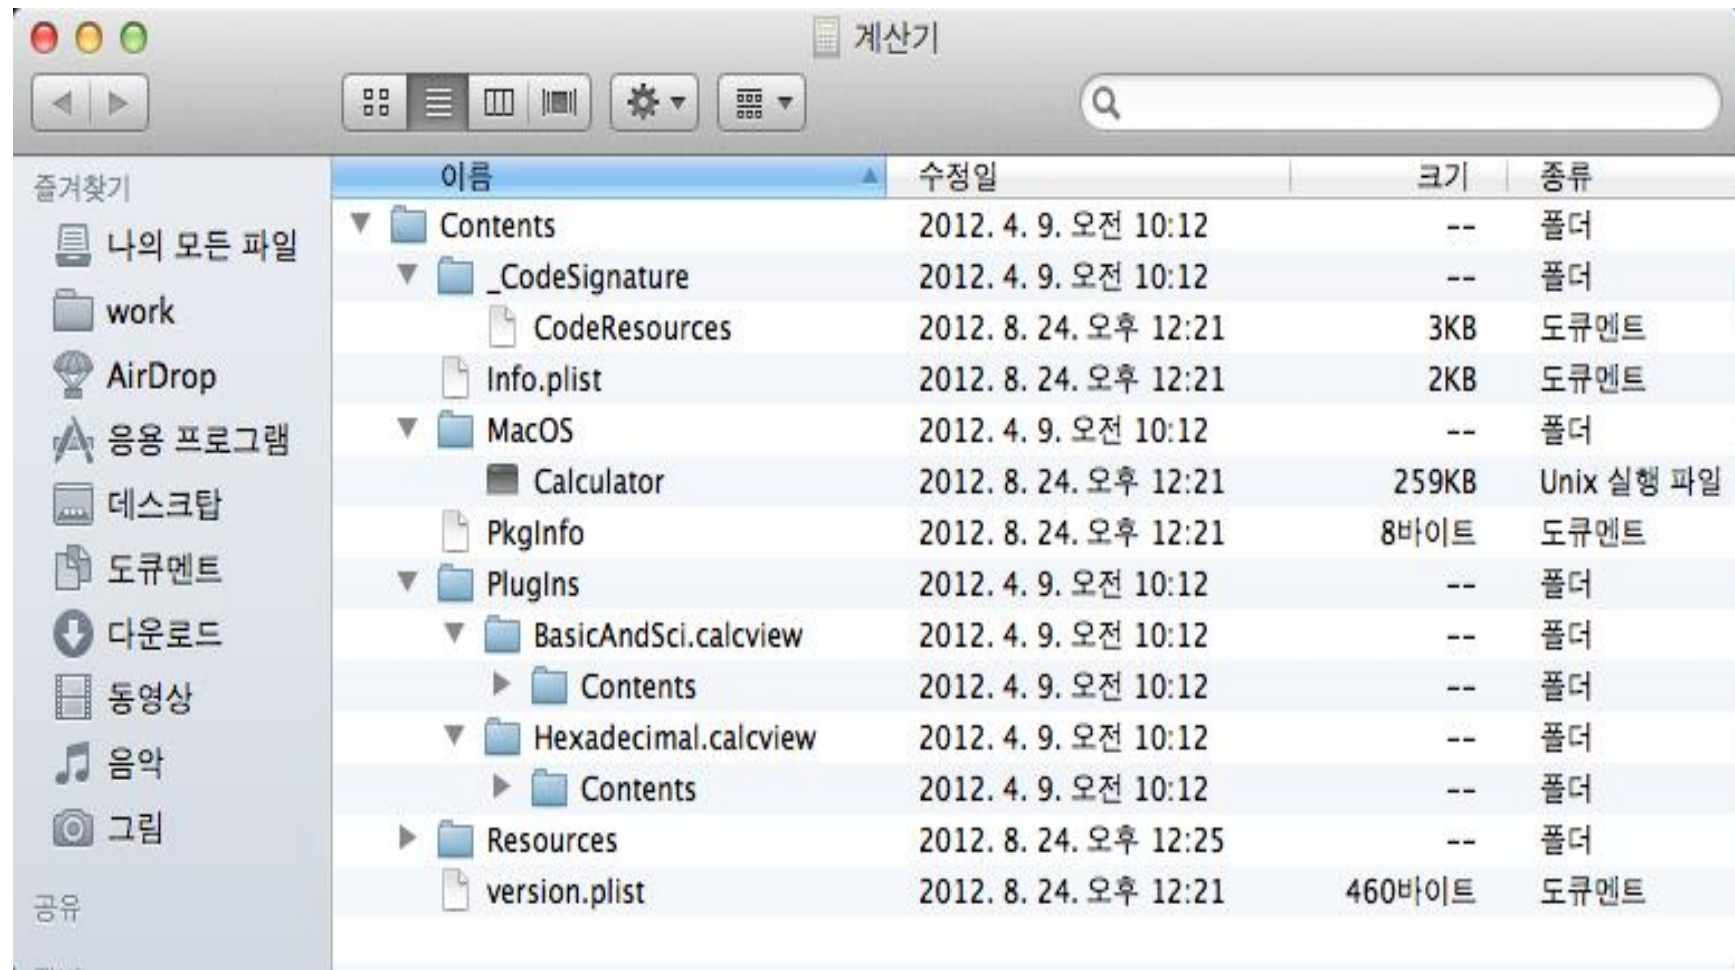 계산기
즐겨찾기
나의 모든 파일
work
AirDrop
응용 프로그램
데스크탑
도큐멘트
다운로드
동영상
음악
그림
공유
이름 수정일 크기 종류
Contents 2012. 4. 9. 오전 10:12 -- 폴더
_CodeSignature 2012. 4. 9. 오전 10:12 -- 폴더
CodeResources 2012. 8. 24. 오후 12:21 3KB 도큐멘트
Info.plist 2012. 8. 24. 오후 12:21 2KB 도큐멘트
MacOS 2012. 4. 9. 오전 10:12 -- 폴더
Calculator 2012. 8. 24. 오후 12:21 259KB Unix 실행 파일
PkgInfo 2012. 8. 24. 오후 12:21 8바이트 도큐멘트
PlugIns 2012. 4. 9. 오전 10:12 -- 폴더
BasicAndSci.calcview 2012. 4. 9. 오전 10:12 -- 폴더
Contents 2012. 4. 9. 오전 10:12 -- 폴더
Hexadecimal.calcview 2012. 4. 9. 오전 10:12 -- 폴더
Contents 2012. 4. 9. 오전 10:12 -- 폴더
Resources 2012. 8. 24. 오후 12:25 -- 폴더
version.plist 2012. 8. 24. 오후 12:21 460바이트 도큐멘트